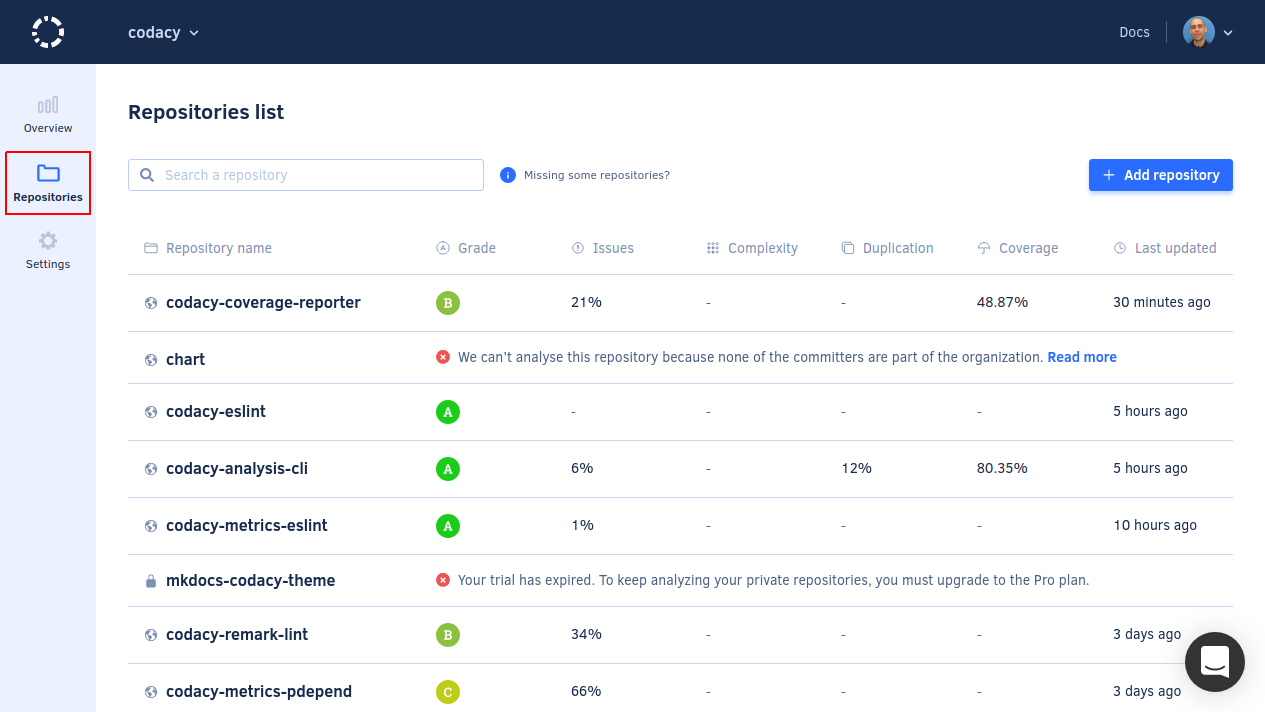 codacy
Docs
Overview
Repositories
Settings
Repositories list
Search a repository
i Missing some repositories?
+ Add repository
Repository name A Grade Issues Complexity Duplication Coverage Last updated
codacy-coverage-reporter B 21% - - 48.87% 30 minutes ago
chart We can't analyse this repository because none of the committers are part of the organization. Read more
codacy-eslint A - - - - 5 hours ago
codacy-analysis-cli A 6% - 12% 80.35% 5 hours ago
codacy-metrics-eslint A 1% - - - 10 hours ago
mkdocs-codacy-theme Your trial has expired. To keep analyzing your private repositories, you must upgrade to the Pro plan.
codacy-remark-lint B 34% - - - 3 days ago
codacy-metrics-pdepend C 66% - - - 3 days ago